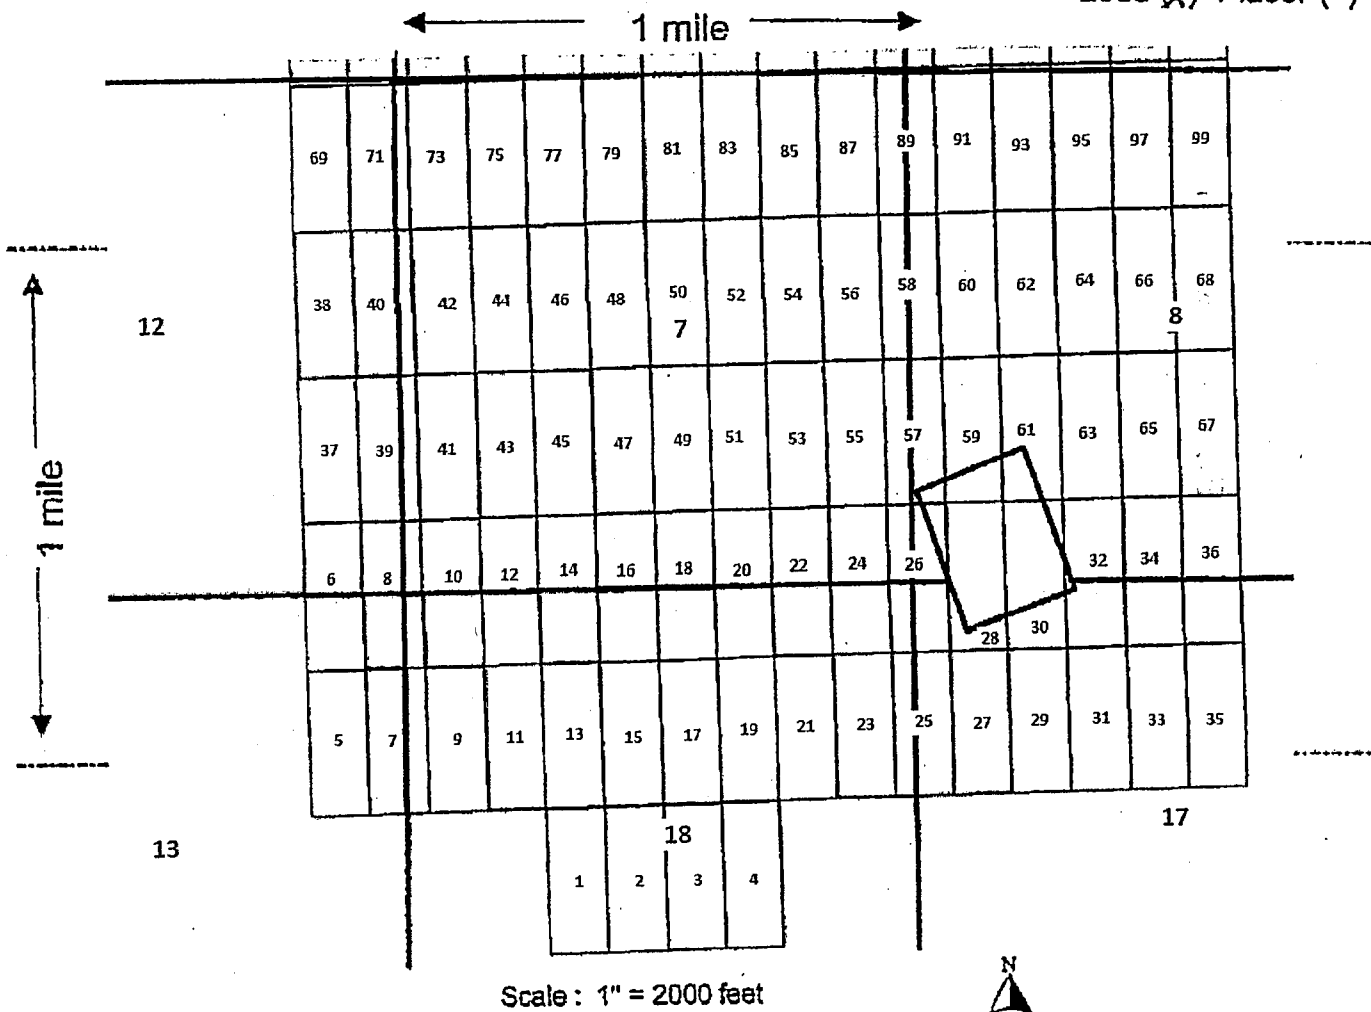 1 mile
69 71 73 75 77 79 81 83 85 87 89 91 93 95 97 99
38 40 42 44 46 48 50 52 54 56 58 60 62 64 66 68
12 7 8
1 mile
37 39 41 43 45 47 49 51 53 55 57 59 61 63 65 67
6 8 10 12 14 16 18 20 22 24 26 32 34 36
28 30
5 7 9 11 13 15 17 19 21 23 25 27 29 31 33 35
13 18 17
1 2 3 4
N
Scale : 1" = 2000 feet